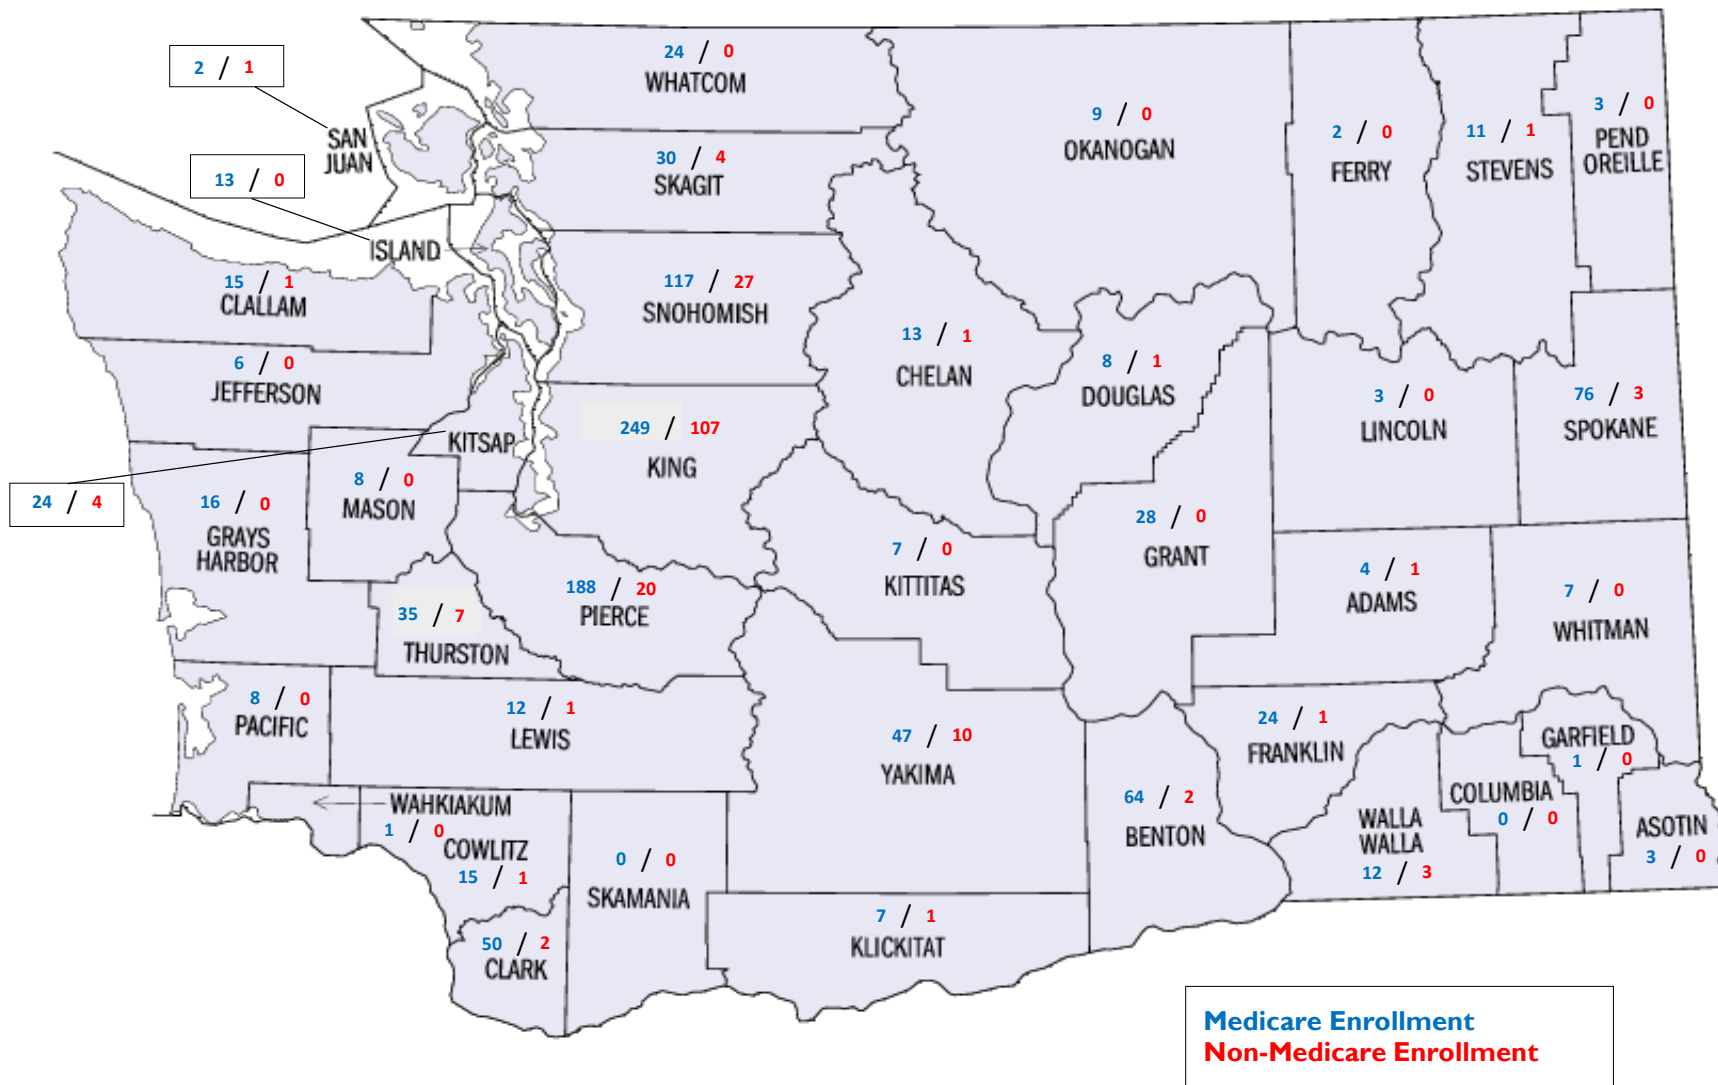 24 / 0
WHATCOM
2 / 1
SAN
JUAN
9 / 0
OKANOGAN
2 / 0
FERRY
11 / 1
STEVENS
3 / 0
PEND
OREILLE
30 / 4
SKAGIT
13 / 0
ISLAND
15 / 1
CLALLAM
117 / 27
SNOHOMISH
13 / 1
CHELAN
8 / 1
DOUGLAS
6 / 0
JEFFERSON
3 / 0
LINCOLN
76 / 3
SPOKANE
249 / 107
KING
KITSAP
24 / 4
8 / 0
MASON
16 / 0
GRAYS
HARBOR
28 / 0
GRANT
7 / 0
KITTITAS
4 / 1
ADAMS
7 / 0
WHITMAN
188 / 20
PIERCE
35 / 7
THURSTON
8 / 0
PACIFIC
12 / 1
LEWIS
47 / 10
YAKIMA
24 / 1
FRANKLIN
GARFIELD
1 / 0
COLUMBIA
0 / 0
64 / 2
BENTON
WALLA
WALLA
12 / 3
ASOTIN
3 / 0
WAHKIAKUM
1 / 0
COWLITZ
15 / 1
0 / 0
SKAMANIA
50 / 2
CLARK
7 / 1
KLICKITAT
Medicare Enrollment
Non-Medicare Enrollment